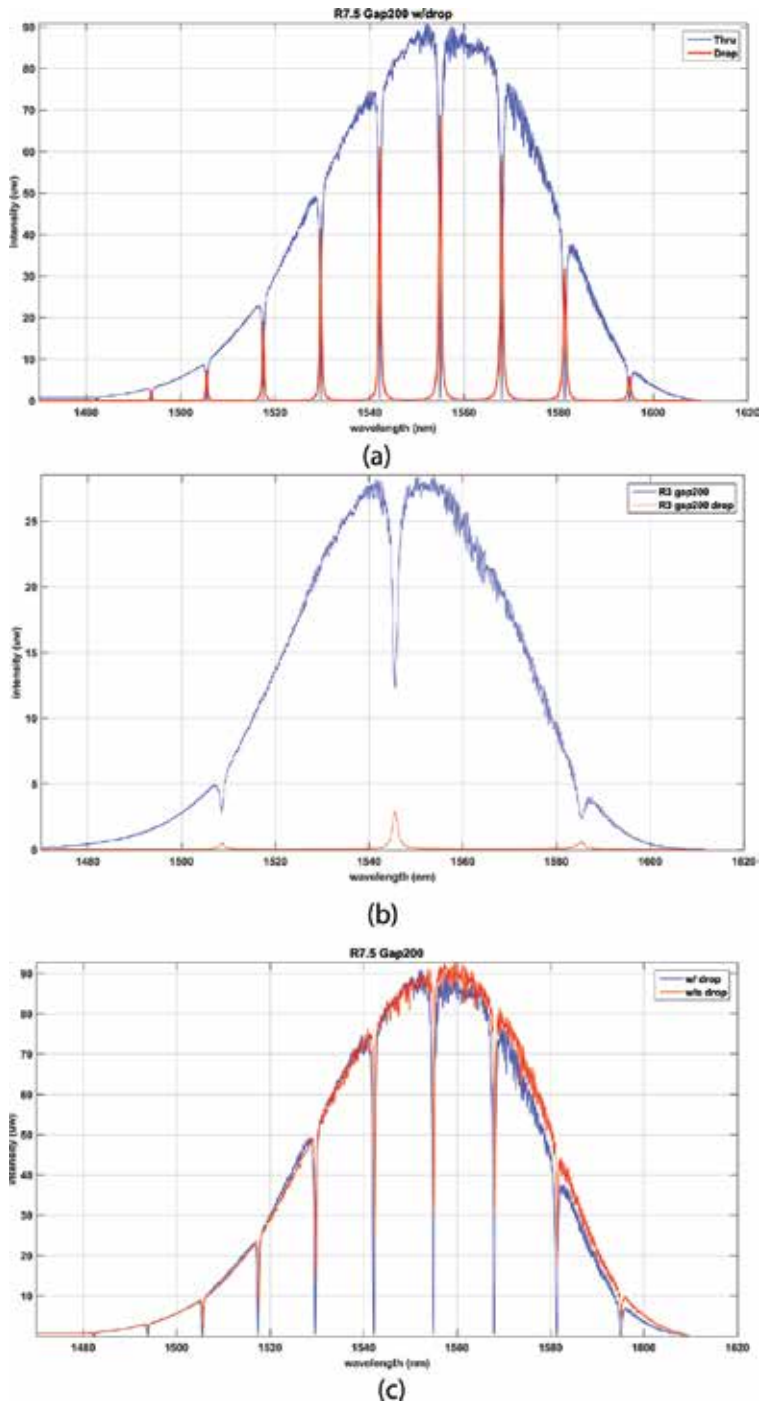 R7.5 Gap200 w/drop
Thru
Drop
90
80
70
60
50
40
30
20
10
0
intensity (uw)
1480 1500 1520 1540 1560 1580 1600 1620
wavelength (nm)
(a)
R3 gap200
R3 gap200 drop
25
20
15
10
5
0
intensity (uw)
1480 1500 1520 1540 1560 1580 1600 1620
wavelength (nm)
(b)
R7.5 Gap200
w/ drop
w/o drop
90
80
70
60
50
40
30
20
10
intensity (uw)
1480 1500 1520 1540 1560 1580 1600 1620
wavelength (nm)
(c)